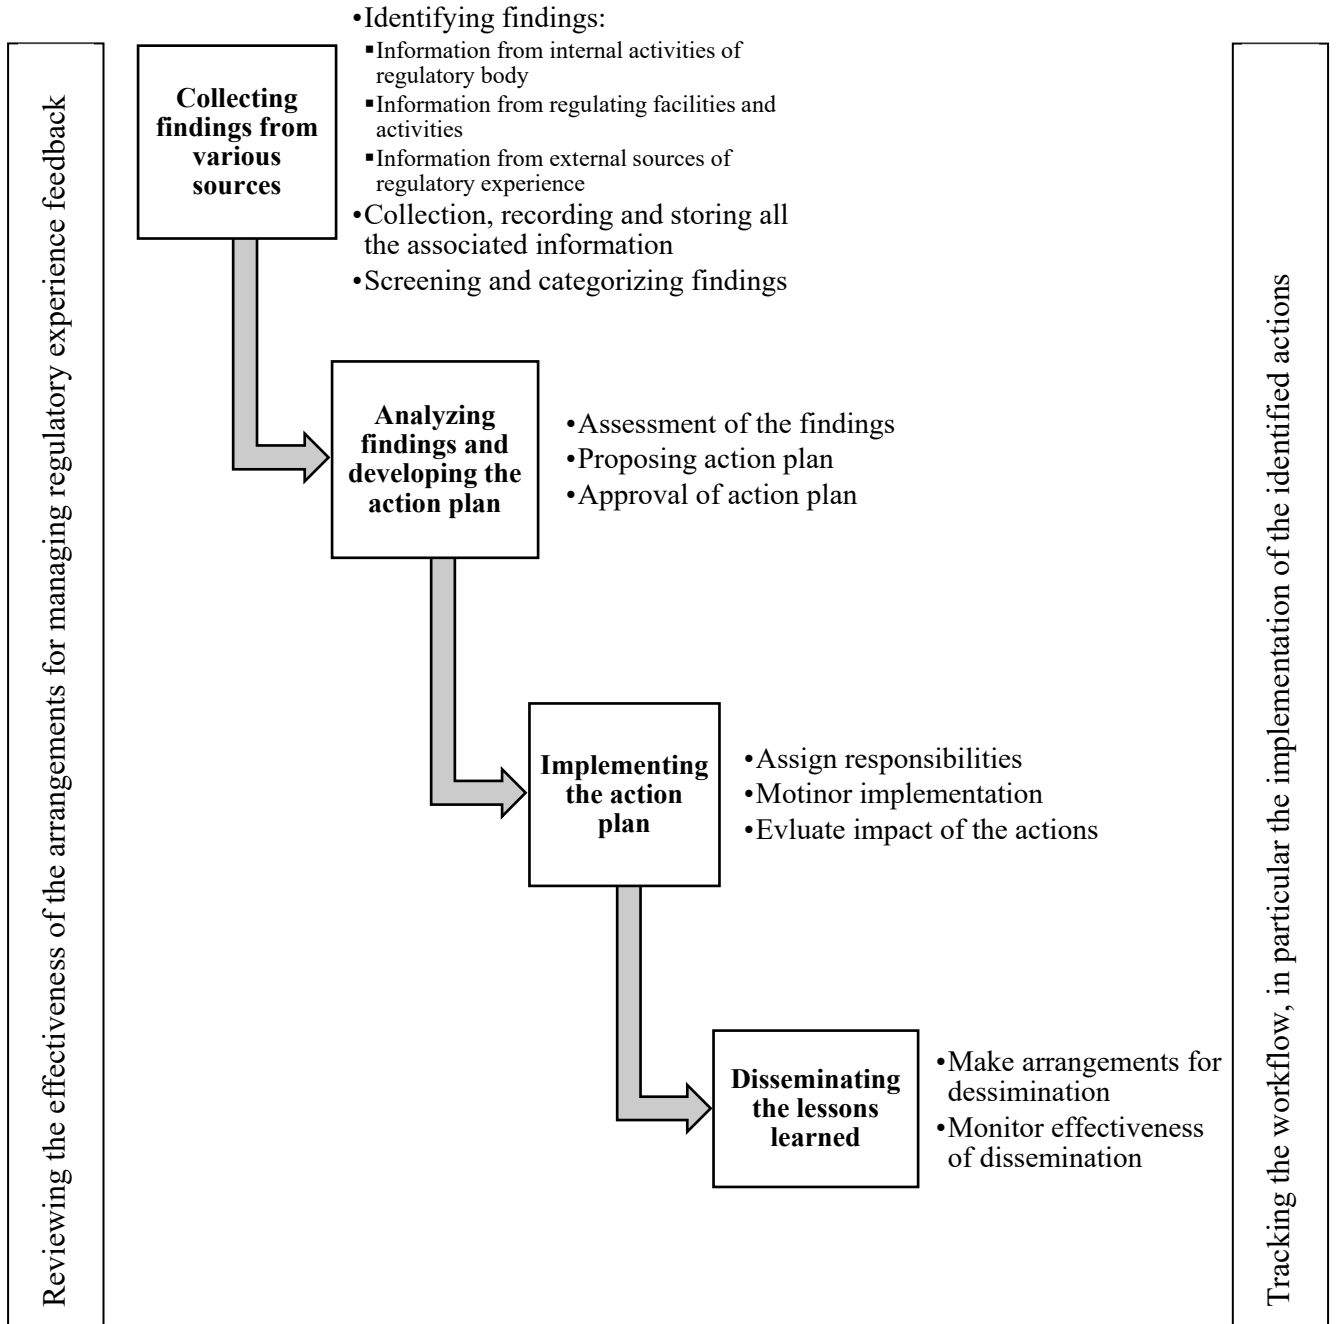 Reviewing the effectiveness of the arrangements for managing regulatory experience feedback
Collecting
findings from
various
sources
•Identifying findings:
▪Information from internal activities of
regulatory body
▪Information from regulating facilities and
activities
▪Information from external sources of
regulatory experience
•Collection, recording and storing all
the associated information
•Screening and categorizing findings
Analyzing
findings and
developing the
action plan
•Assessment of the findings
•Proposing action plan
•Approval of action plan
Implementing
the action
plan
•Assign responsibilities
•Motinor implementation
•Evluate impact of the actions
Disseminating
the lessons
learned
•Make arrangements for
dessimination
•Monitor effectiveness
of dissemination
Tracking the workflow, in particular the implementation of the identified actions